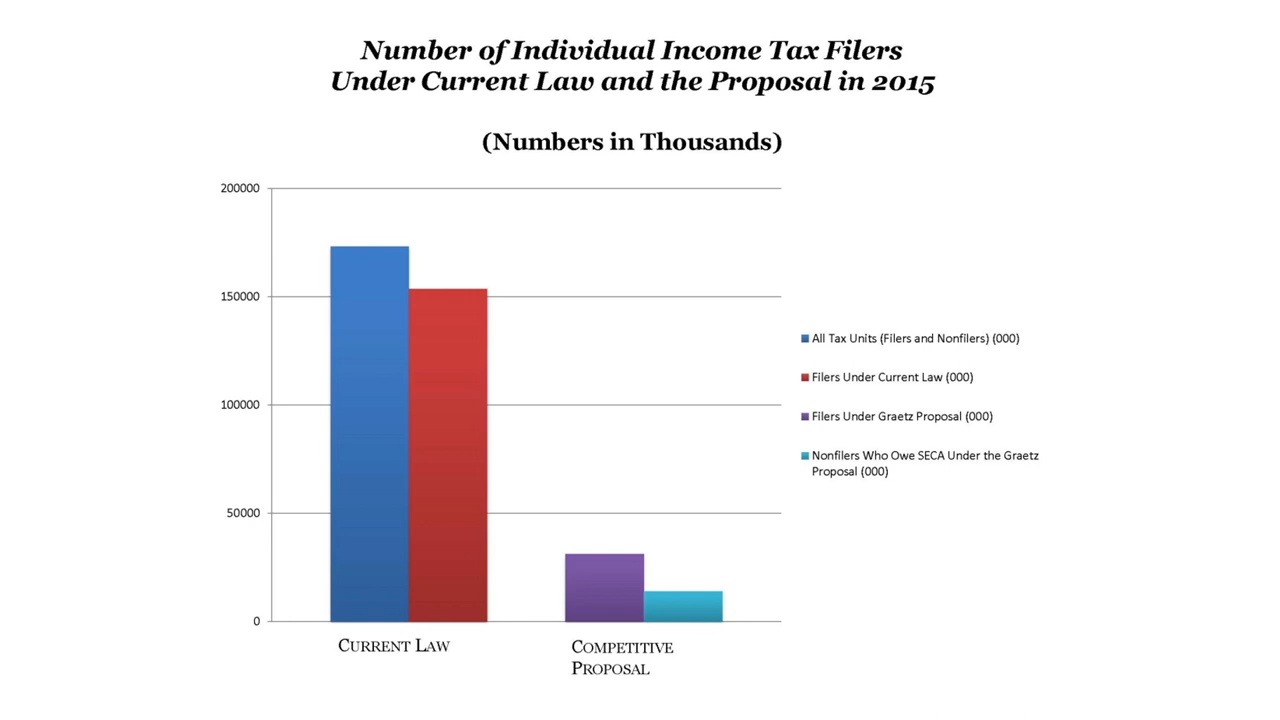 Number of Individual Income Tax Filers
Under Current Law and the Proposal in 2015
(Numbers in Thousands)
200000
150000
100000
50000
0
CURRENT LAW
COMPETITIVE
PROPOSAL
All Tax Units (Filers and Nonfilers) (000)
Filers Under Current Law (000)
Filers Under Graetz Proposal (000)
Nonfilers Who Owe SECA Under the Graetz
Proposal (000)